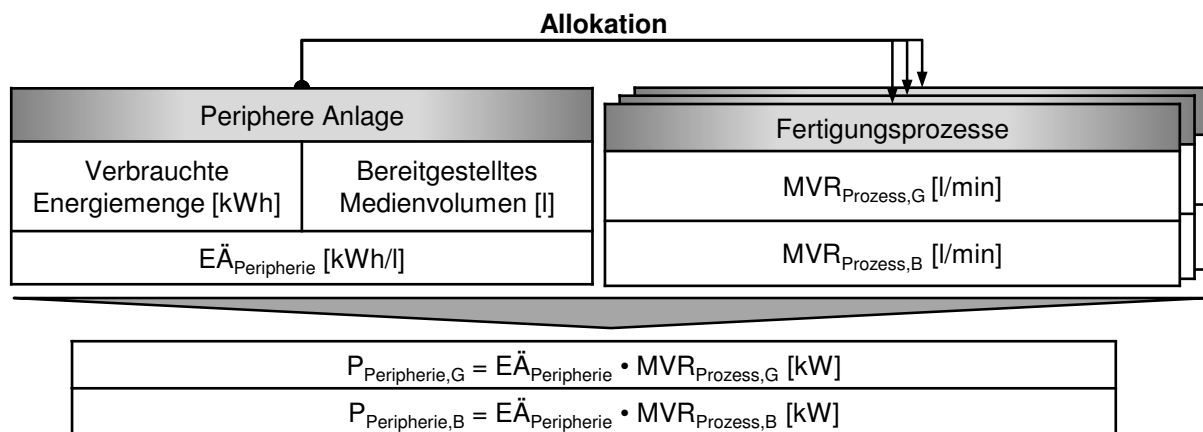 Allokation
Periphere Anlage
Verbrauchte
Energiemenge [kWh]
Bereitgestelltes
Medienvolumen [l]
EÄPeripherie [kWh/l]
Fertigungsprozesse
MVRProzess,G [l/min]
MVRProzess,B [l/min]
PPeripherie,G = EÄPeripherie • MVRProzess,G [kW]
PPeripherie,B = EÄPeripherie • MVRProzess,B [kW]